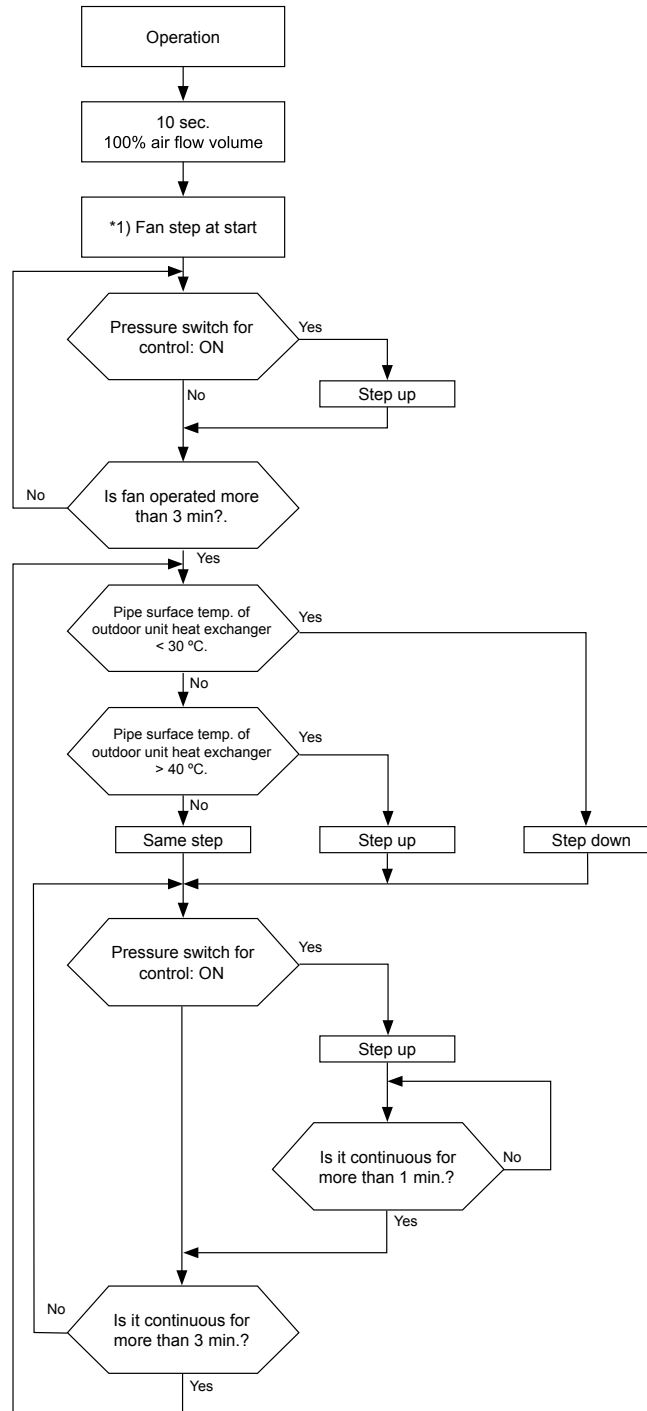 Operation
10 sec.
100% air flow volume
*1) Fan step at start
Pressure switch for
control: ON
Yes
No
Step up
Is fan operated more
than 3 min?.
No
Yes
Pipe surface temp. of
outdoor unit heat exchanger
< 30 ºC.
Yes
No
Pipe surface temp. of
outdoor unit heat exchanger
> 40 ºC.
Yes
No
Same step
Step up
Step down
Pressure switch for
control: ON
Yes
Step up
Is it continuous for
more than 1 min.?
No
Yes
Is it continuous for
more than 3 min.?
No
Yes